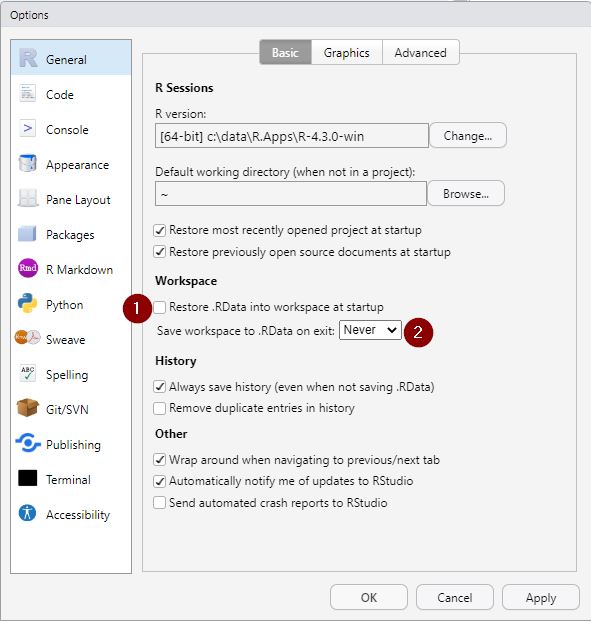 Options
R General
Code
Console
Appearance
Pane Layout
Packages
Rmd R Markdown
Python
Sweave
ABC Spelling
Git/SVN
Publishing
Terminal
Accessibility
Basic Graphics Advanced
R Sessions
R version:
[64-bit] c:\data\R.Apps\R-4.3.0-win Change...
Default working directory (when not in a project):
~ Browse...
Restore most recently opened project at startup
Restore previously open source documents at startup
Workspace
1 Restore .RData into workspace at startup
Save workspace to .RData on exit: Never 2
History
Always save history (even when not saving .RData)
Remove duplicate entries in history
Other
Wrap around when navigating to previous/next tab
Automatically notify me of updates to RStudio
Send automated crash reports to RStudio
OK Cancel Apply